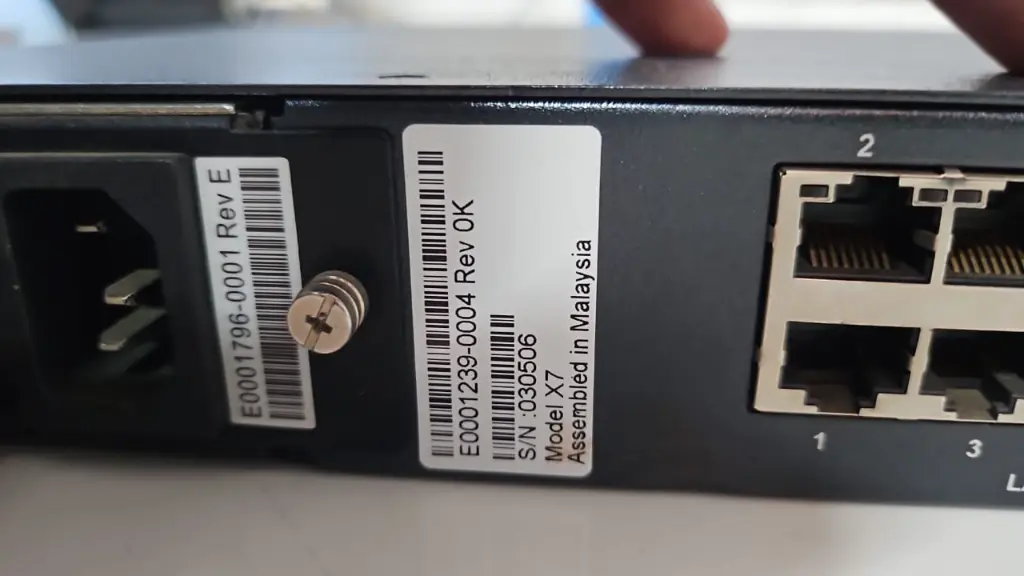 E0001796-0001 Rev E
E0001239-0004 Rev 0K
S/N :030506
Model X7
Assembled in Malaysia
2
1
3